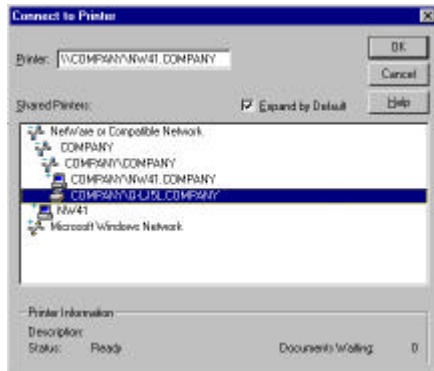 Connect to Printer
OK
Printer: \\COMPANY\NW41.COMPANY
Cancel
Shared Printers:
Expand by Default
Help
NetWare or Compatible Network
COMPANY
COMPANY\COMPANY
COMPANY\NW41.COMPANY
COMPANY\Q-LJ5L.COMPANY
NW41
Microsoft Windows Network
Printer Information
Description:
Status: Ready
Documents Waiting: 0